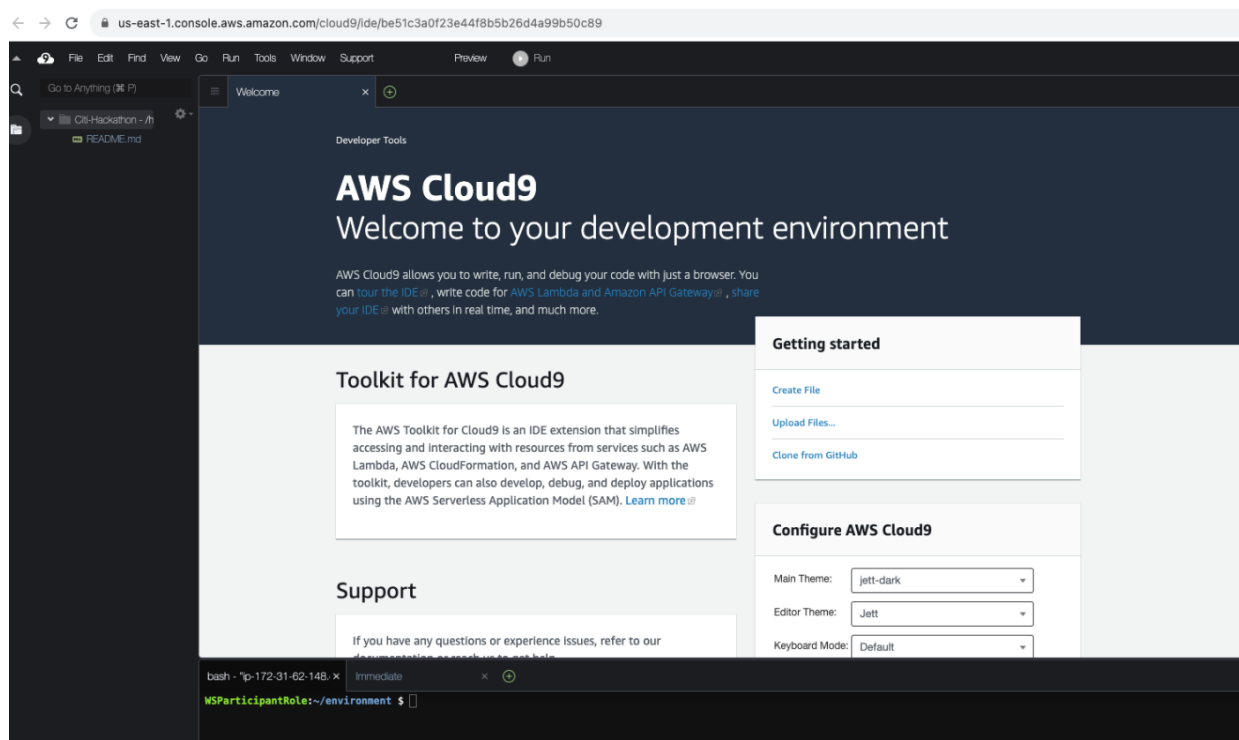 us-east-1.console.aws.amazon.com/cloud9/ide/be51c3a0f23e44f8b5b26d4a99b50c89
File Edit Find View Go Run Tools Window Support Preview Run
Go to Anything (⌘ P)
Welcome
Citi-Hackathon - /h
README.md
Developer Tools
AWS Cloud9
Welcome to your development environment
AWS Cloud9 allows you to write, run, and debug your code with just a browser. You
can tour the IDE, write code for AWS Lambda and Amazon API Gateway, share
your IDE with others in real time, and much more.
Toolkit for AWS Cloud9
The AWS Toolkit for Cloud9 is an IDE extension that simplifies
accessing and interacting with resources from services such as AWS
Lambda, AWS CloudFormation, and AWS API Gateway. With the
toolkit, developers can also develop, debug, and deploy applications
using the AWS Serverless Application Model (SAM). Learn more
Support
If you have any questions or experience issues, refer to our
documentation or reach us to get help.
Getting started
Create File
Upload Files...
Clone from GitHub
Configure AWS Cloud9
Main Theme: jett-dark
Editor Theme: Jett
Keyboard Mode: Default
bash - "ip-172-31-62-148. Immediate
WSParticipantRole:~/environment $